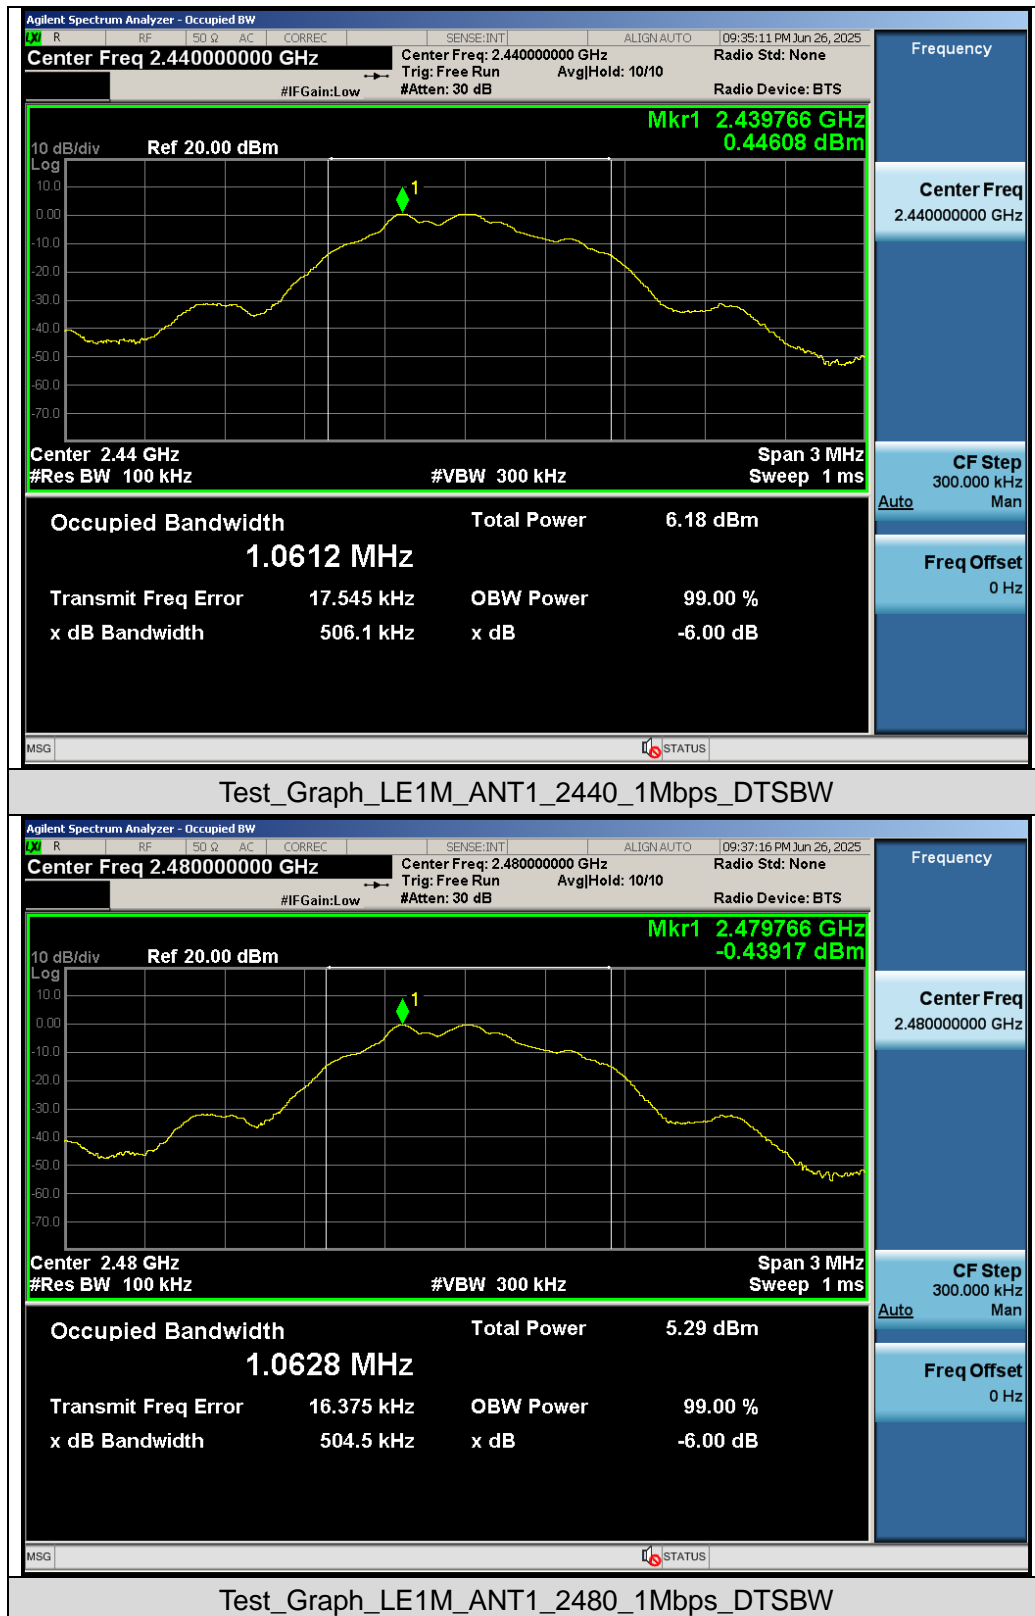 Agilent Spectrum Analyzer - Occupied BW
LXI R RF 50 Ω AC CORREC SENSE:INT ALIGN AUTO 09:35:11 PM Jun 26, 2025
Center Freq 2.440000000 GHz
Center Freq: 2.440000000 GHz Radio Std: None
Trig: Free Run Avg|Hold: 10/10
#IFGain:Low #Atten: 30 dB Radio Device: BTS
Frequency
Mkr1 2.439766 GHz
0.44608 dBm
10 dB/div Ref 20.00 dBm
Log
10.0
0.00
-10.0
-20.0
-30.0
-40.0
-50.0
-60.0
-70.0
1
Center 2.44 GHz Span 3 MHz
#Res BW 100 kHz #VBW 300 kHz Sweep 1 ms
Center Freq
2.440000000 GHz
CF Step
300.000 kHz
Auto Man
Freq Offset
0 Hz
Occupied Bandwidth Total Power 6.18 dBm
1.0612 MHz
Transmit Freq Error 17.545 kHz OBW Power 99.00 %
x dB Bandwidth 506.1 kHz x dB -6.00 dB
MSG STATUS
Test_Graph_LE1M_ANT1_2440_1Mbps_DTSBW
Agilent Spectrum Analyzer - Occupied BW
LXI R RF 50 Ω AC CORREC SENSE:INT ALIGN AUTO 09:37:16 PM Jun 26, 2025
Center Freq 2.480000000 GHz
Center Freq: 2.480000000 GHz Radio Std: None
Trig: Free Run Avg|Hold: 10/10
#IFGain:Low #Atten: 30 dB Radio Device: BTS
Frequency
Mkr1 2.479766 GHz
-0.43917 dBm
10 dB/div Ref 20.00 dBm
Log
10.0
0.00
-10.0
-20.0
-30.0
-40.0
-50.0
-60.0
-70.0
1
Center 2.48 GHz Span 3 MHz
#Res BW 100 kHz #VBW 300 kHz Sweep 1 ms
Center Freq
2.480000000 GHz
CF Step
300.000 kHz
Auto Man
Freq Offset
0 Hz
Occupied Bandwidth Total Power 5.29 dBm
1.0628 MHz
Transmit Freq Error 16.375 kHz OBW Power 99.00 %
x dB Bandwidth 504.5 kHz x dB -6.00 dB
MSG STATUS
Test_Graph_LE1M_ANT1_2480_1Mbps_DTSBW